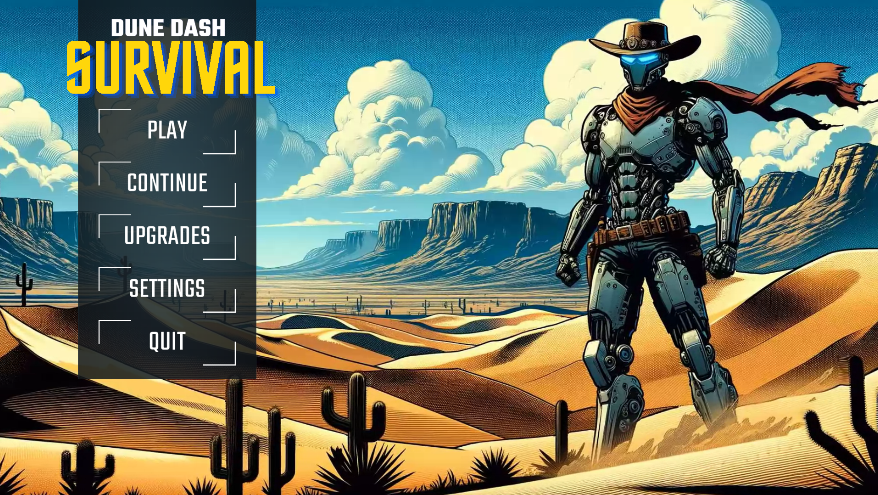 DUNE DASH
SURVIVAL
PLAY
CONTINUE
UPGRADES
SETTINGS
QUIT